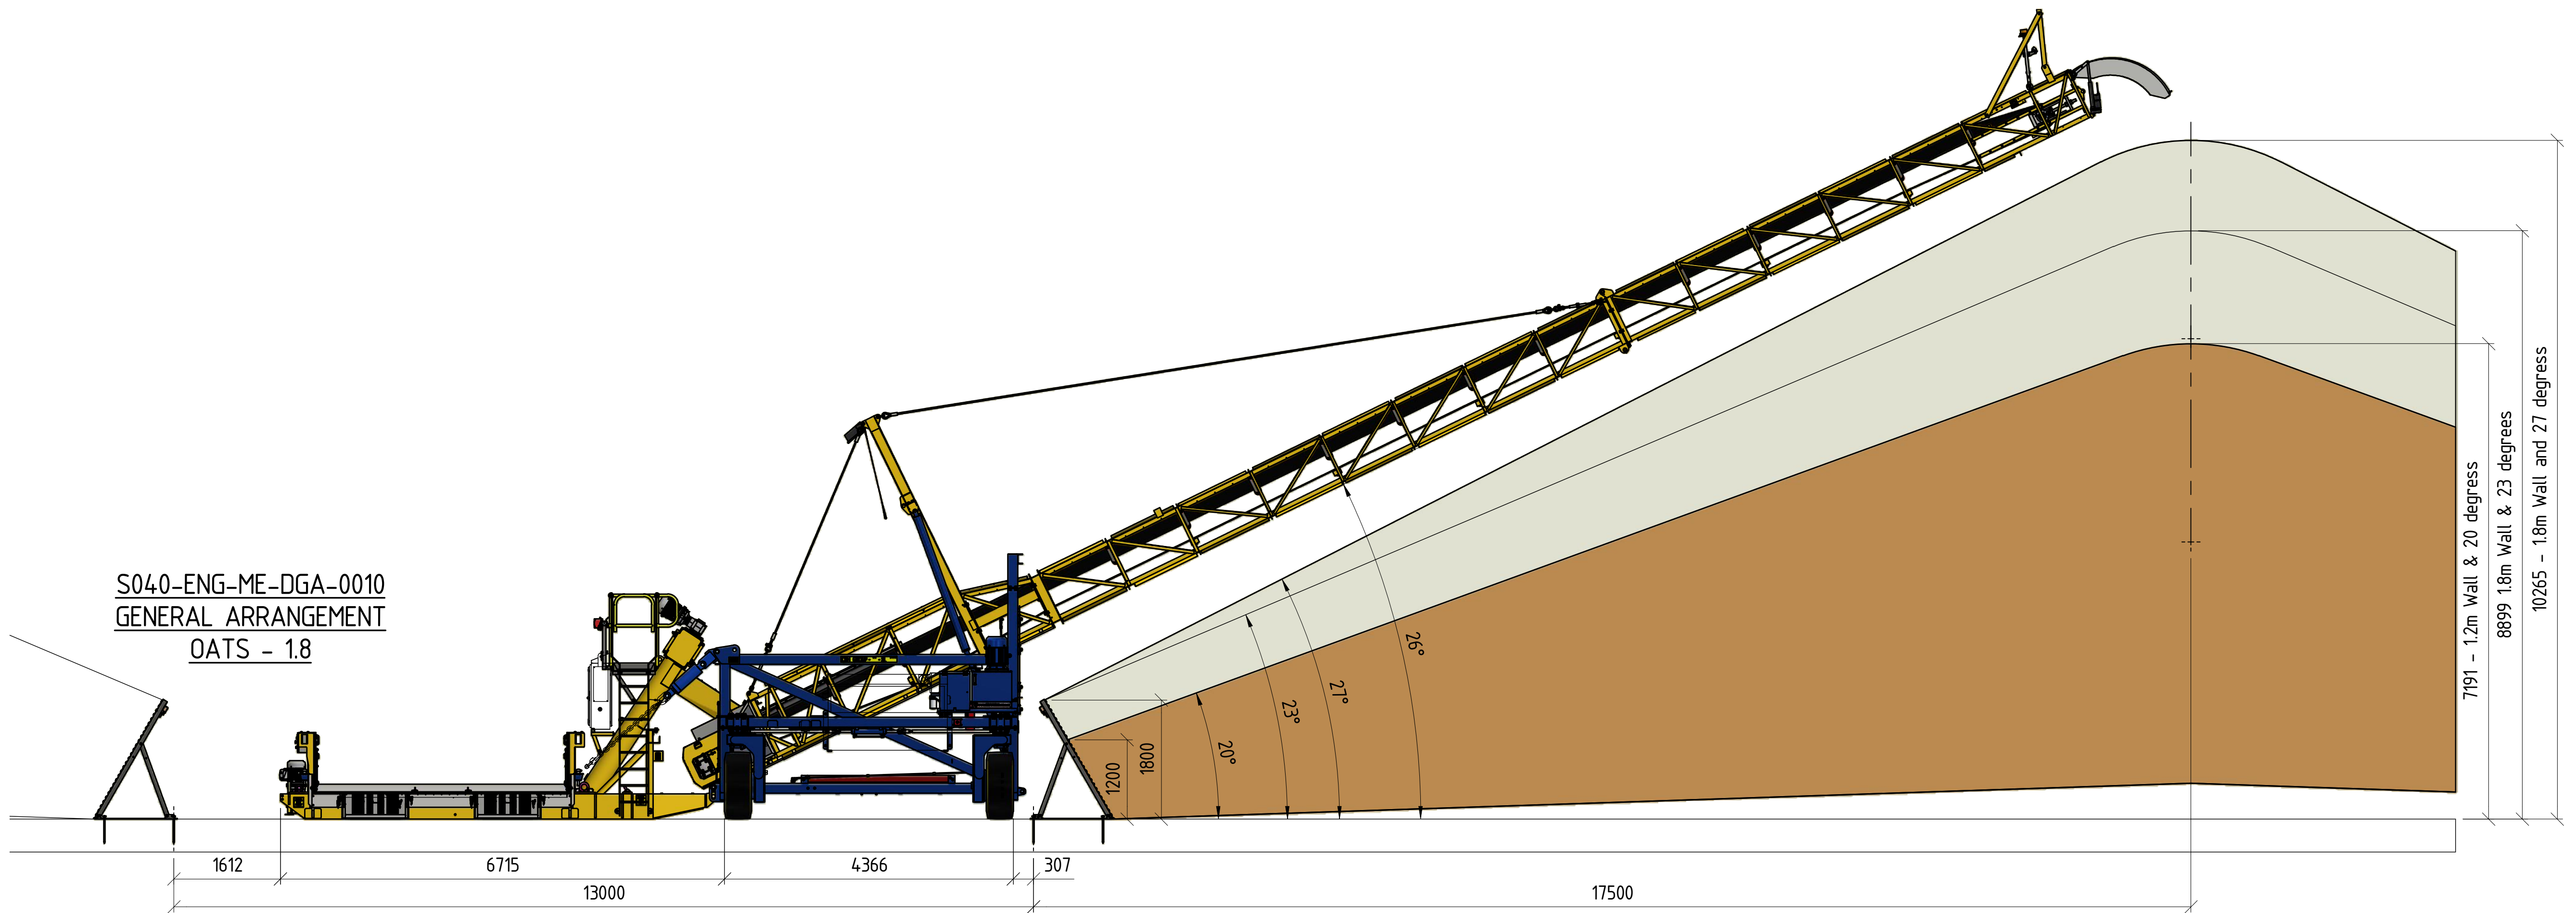 S040-ENG-ME-DGA-0010
GENERAL ARRANGEMENT
OATS - 1.8
1612
6715
4366
307
13000
17500
1200
1800
20°
23°
27°
26°
7191 - 1.2m Wall & 20 degress
8899 1.8m Wall & 23 degrees
10265 - 1.8m Wall and 27 degress